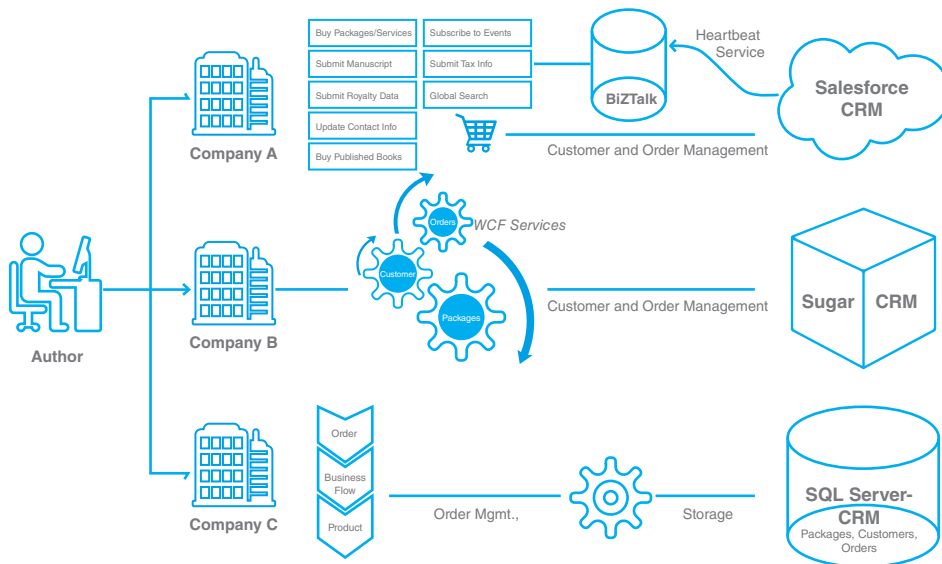 Buy Packages/Services
Subscribe to Events
Submit Manuscript
Submit Tax Info
Submit Royalty Data
Global Search
Update Contact Info
Buy Published Books
Company A
BiZTalk
Heartbeat
Service
Salesforce
CRM
Customer and Order Management
Author
Company B
Orders
WCF Services
Customer
Packages
Customer and Order Management
Sugar
CRM
Company C
Order
Business
Flow
Product
Order Mgmt.,
Storage
SQL Server-
CRM
Packages, Customers,
Orders